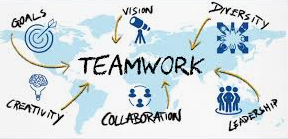 GOALS
VISION
DIVERSITY
TEAMWORK
CREATIVITY
COLLABORATION
LEADERSHIP